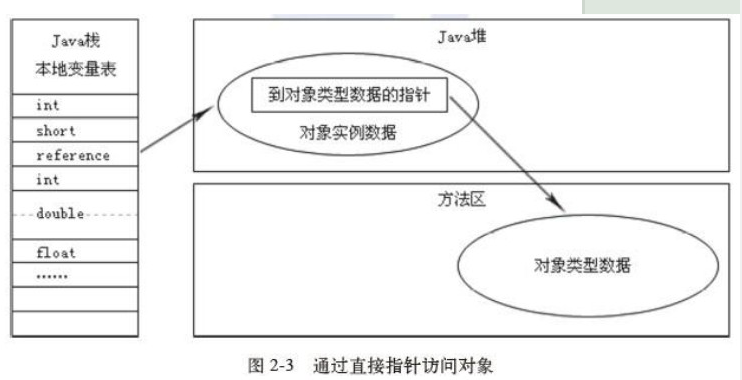 Java栈
本地变量表
int
short
reference
int
double
float
……
Java堆
到对象类型数据的指针
对象实例数据
方法区
对象类型数据
图 2-3 通过直接指针访问对象